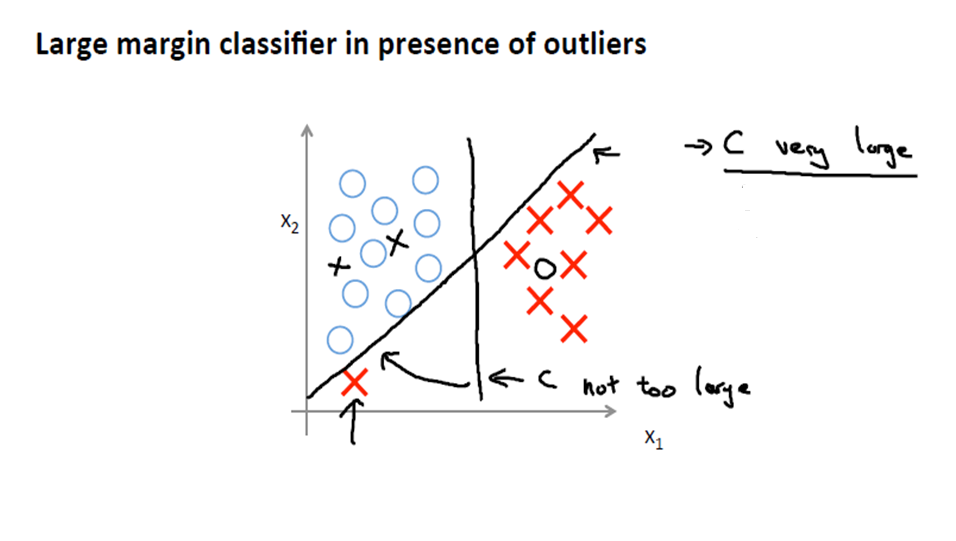 Large margin classifier in presence of outliers
→ C very large
X2
← C not too large
X1